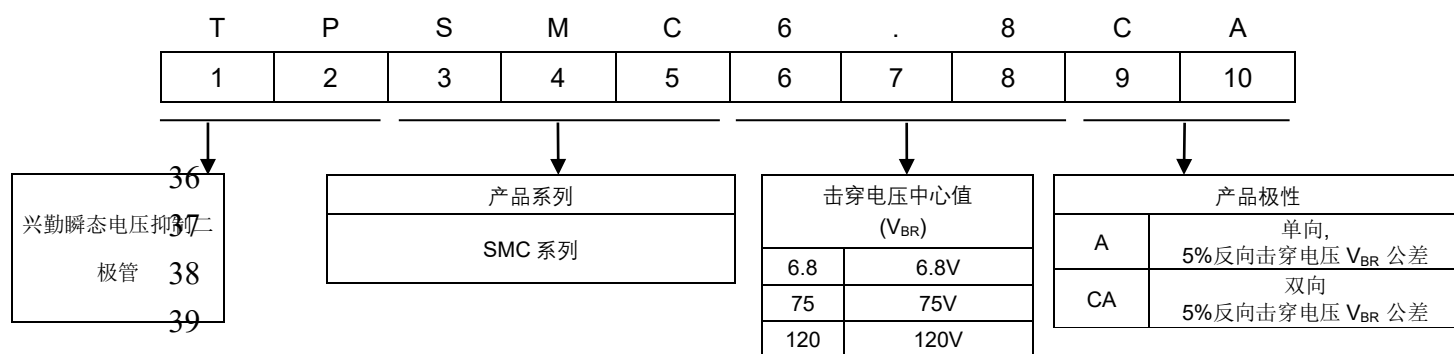 T P S M C 6 . 8 C A
1 2 3 4 5 6 7 8 9 10
36
兴勤瞬态电压抑制二
37
极管
38
39
产品系列
SMC 系列
击穿电压中心值
(VBR)
6.8 6.8V
75 75V
120 120V
产品极性
A 单向,
5%反向击穿电压 VBR 公差
CA 双向
5%反向击穿电压 VBR 公差